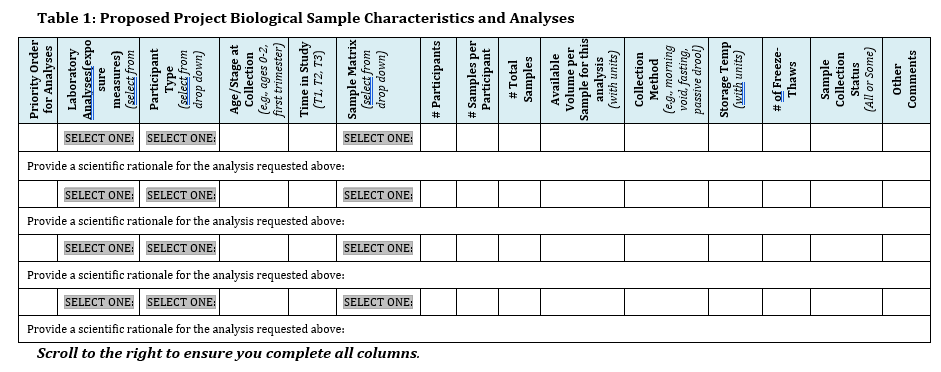 Table 1: Proposed Project Biological Sample Characteristics and Analyses
Priority Order
for Analyses
Laboratory
Analyses(expo
sure
measures)
(select from
Participant
Type
(select from
drop down)
Age/Stage at
Collection
(e.g., ages 0-2,
first trimester)
Time in Study
(T1, T2, T3)
Sample Matrix
(select from
drop down)
# Participants
# Samples per
Participant
# Total
Samples
Available
Volume per
Sample for this
analysis
(with units)
Collection
Method
(e.g., morning
void, fasting,
passive drool)
Storage Temp
(with units)
# of Freeze-
Thaws
Sample
Collection
Status
(All or Some)
Other
Comments
SELECT ONE: SELECT ONE: SELECT ONE:
Provide a scientific rationale for the analysis requested above:
SELECT ONE: SELECT ONE: SELECT ONE:
Provide a scientific rationale for the analysis requested above:
SELECT ONE: SELECT ONE: SELECT ONE:
Provide a scientific rationale for the analysis requested above:
SELECT ONE: SELECT ONE: SELECT ONE:
Provide a scientific rationale for the analysis requested above:
Scroll to the right to ensure you complete all columns.